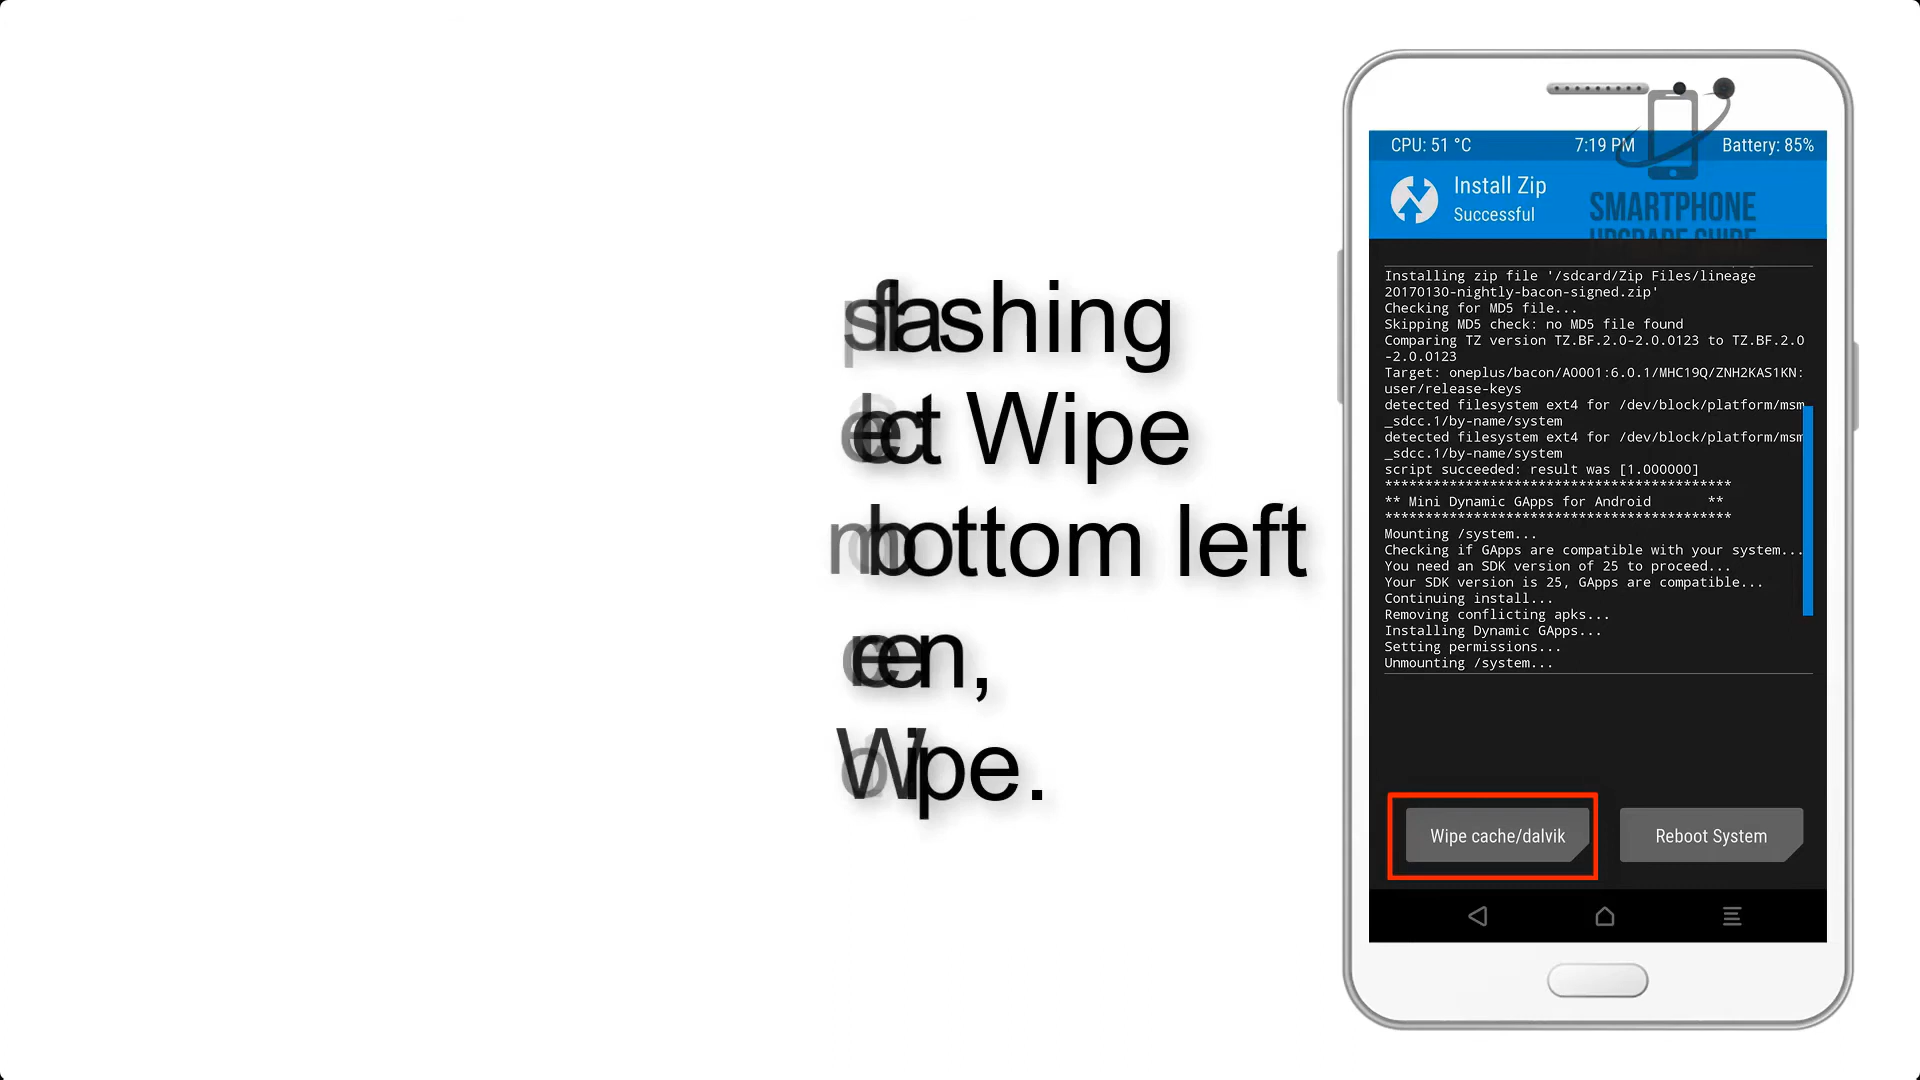 flashing
Wipe
bottom left
Wipe.
CPU: 51 °C 7:19 PM Battery: 85%
Install Zip
Successful
SMARTPHONE
UPGRADE GUIDE
Installing zip file '/sdcard/Zip Files/lineage
20170130-nightly-bacon-signed.zip'
Checking for MD5 file...
Skipping MD5 check: no MD5 file found
Comparing TZ version TZ.BF.2.0-2.0.0123 to TZ.BF.2.0
-2.0.0123
Target: oneplus/bacon/A0001:6.0.1/MHC19Q/ZNH2KAS1KN:
user/release-keys
detected filesystem ext4 for /dev/block/platform/msm
_sdcc.1/by-name/system
detected filesystem ext4 for /dev/block/platform/msm
_sdcc.1/by-name/system
script succeeded: result was [1.000000]
*******************************************
** Mini Dynamic GApps for Android **
*******************************************
Mounting /system...
Checking if GApps are compatible with your system...
You need an SDK version of 25 to proceed...
Your SDK version is 25, GApps are compatible...
Continuing install...
Removing conflicting apks...
Installing Dynamic GApps...
Setting permissions...
Unmounting /system...
Wipe cache/dalvik Reboot System